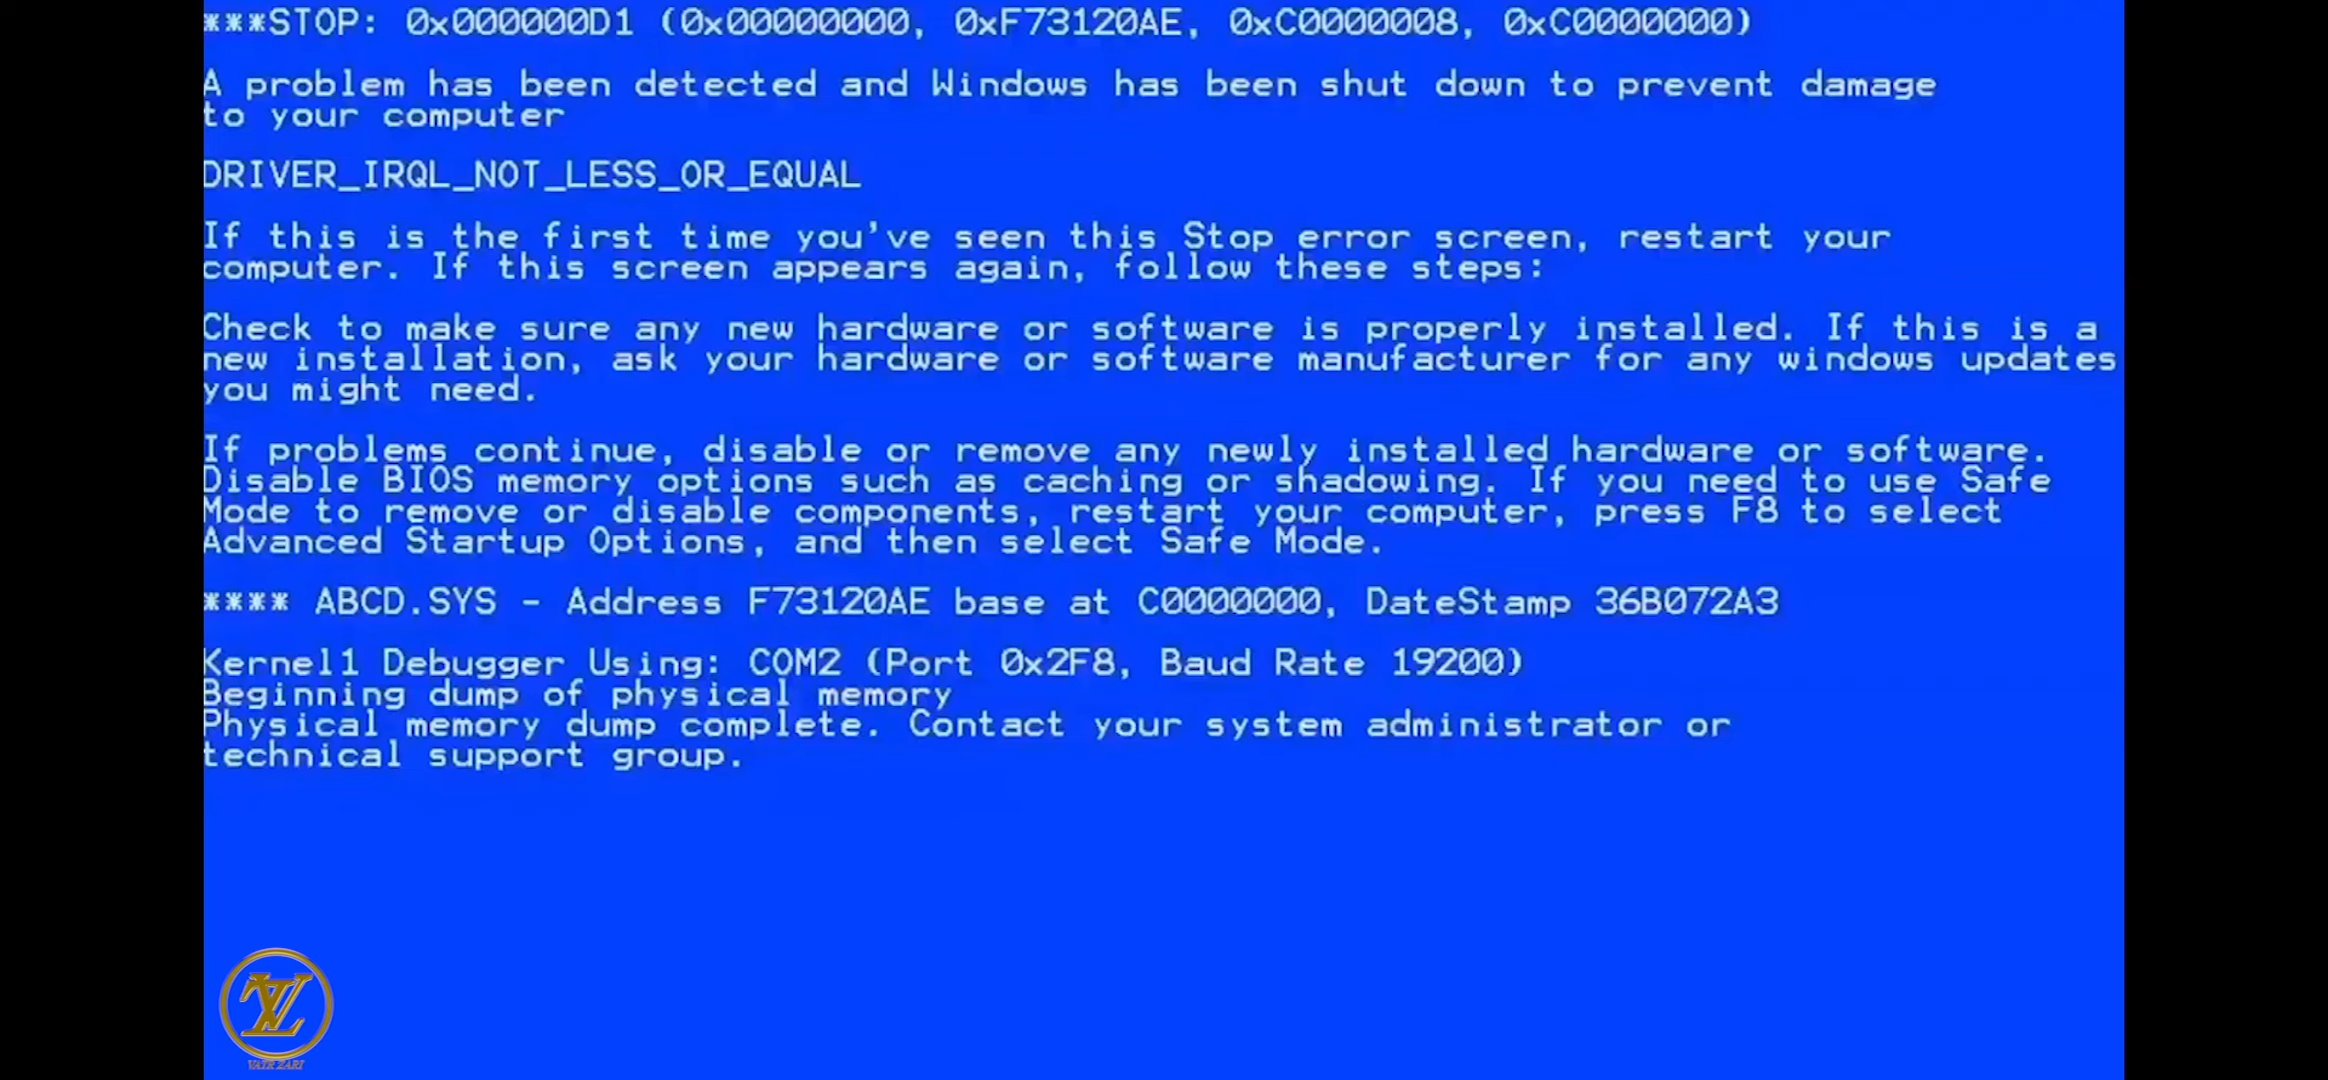 ***STOP: 0x000000D1 (0x00000000, 0xF73120AE, 0xC0000008, 0xC0000000)
A problem has been detected and Windows has been shut down to prevent damage
to your computer
DRIVER_IRQL_NOT_LESS_OR_EQUAL
If this is the first time you've seen this Stop error screen, restart your
computer. If this screen appears again, follow these steps:
Check to make sure any new hardware or software is properly installed. If this is a
new installation, ask your hardware or software manufacturer for any windows updates
you might need.
If problems continue, disable or remove any newly installed hardware or software.
Disable BIOS memory options such as caching or shadowing. If you need to use Safe
Mode to remove or disable components, restart your computer, press F8 to select
Advanced Startup Options, and then select Safe Mode.
**** ABCD.SYS - Address F73120AE base at C0000000, DateStamp 36B072A3
Kernel1 Debugger Using: COM2 (Port 0x2F8, Baud Rate 19200)
Beginning dump of physical memory
Physical memory dump complete. Contact your system administrator or
technical support group.